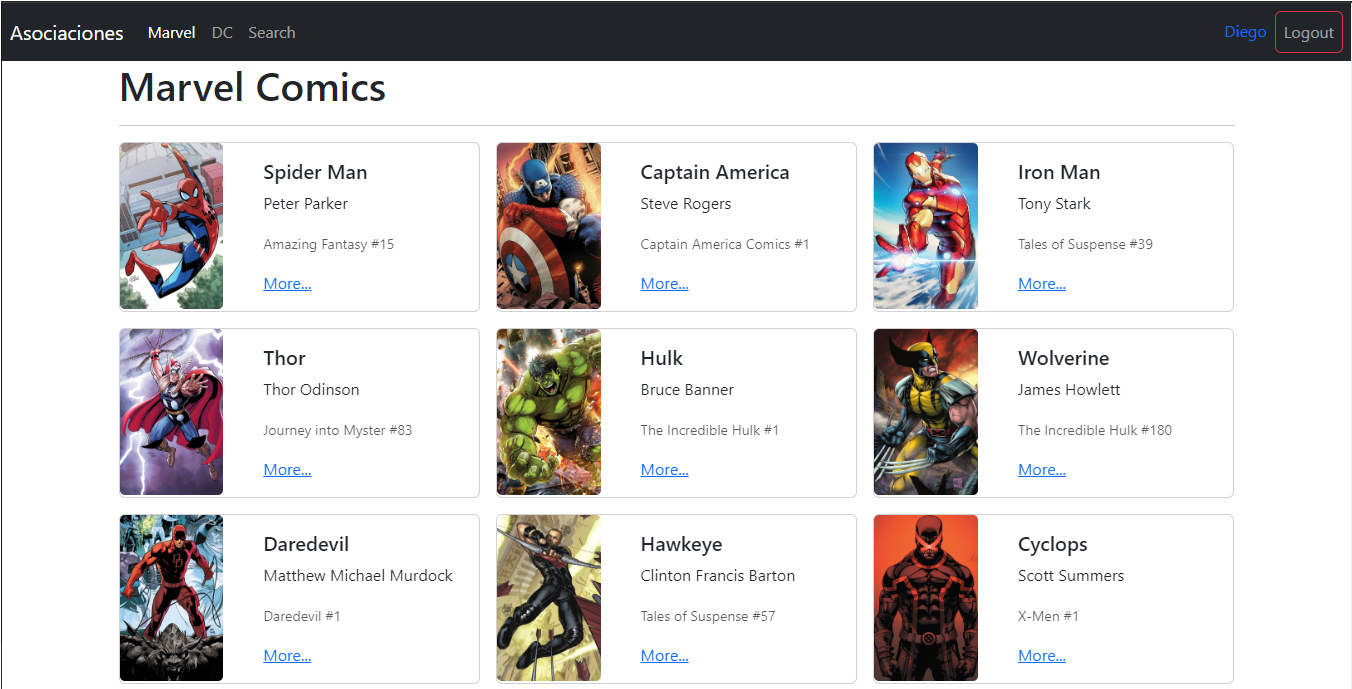 Asociaciones Marvel DC Search Diego Logout
Marvel Comics
Spider Man
Peter Parker
Amazing Fantasy #15
More...
Captain America
Steve Rogers
Captain America Comics #1
More...
Iron Man
Tony Stark
Tales of Suspense #39
More...
Thor
Thor Odinson
Journey into Myster #83
More...
Hulk
Bruce Banner
The Incredible Hulk #1
More...
Wolverine
James Howlett
The Incredible Hulk #180
More...
Daredevil
Matthew Michael Murdock
Daredevil #1
More...
Hawkeye
Clinton Francis Barton
Tales of Suspense #57
More...
Cyclops
Scott Summers
X-Men #1
More...